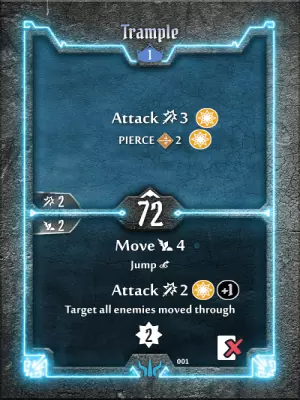 Trample
1
Attack 3
PIERCE 2
2
72
2
Move 4
Jump
Attack 2 +1
Target all enemies moved through
2
001